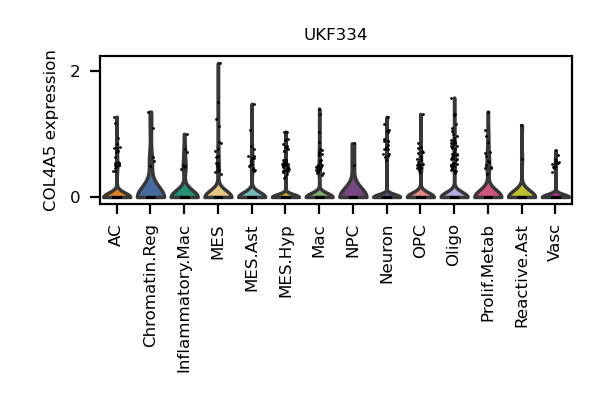 UKF334
COL4A5 expression
2
0
AC
Chromatin.Reg
Inflammatory.Mac
MES
MES.Ast
MES.Hyp
Mac
NPC
Neuron
OPC
Oligo
Prolif.Metab
Reactive.Ast
Vasc